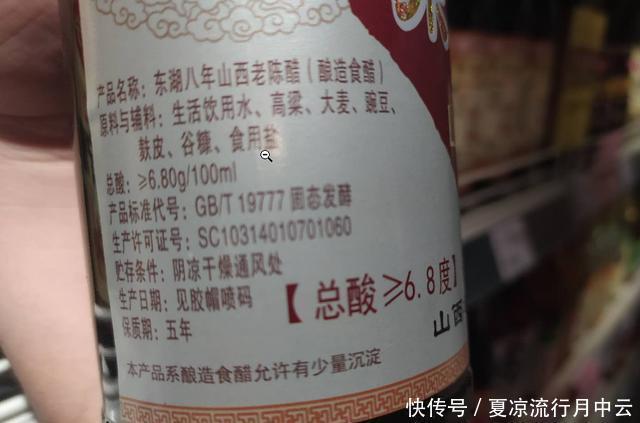 产品名称：东湖八年山西老陈醋（酿造食醋）
原料与辅料：生活饮用水、高粱、大麦、豌豆、
麸皮、谷糠、食用盐
总酸：≥6.80g/100ml
产品标准代号：GB/T 19777 固态发酵
生产许可证号：SC10314010701060
贮存条件：阴凉干燥通风处
生产日期：见胶帽喷码
保质期：五年
【总酸≥6.8度】
山西
本产品系酿造食醋允许有少量沉淀
快传号／夏凉流行月中云